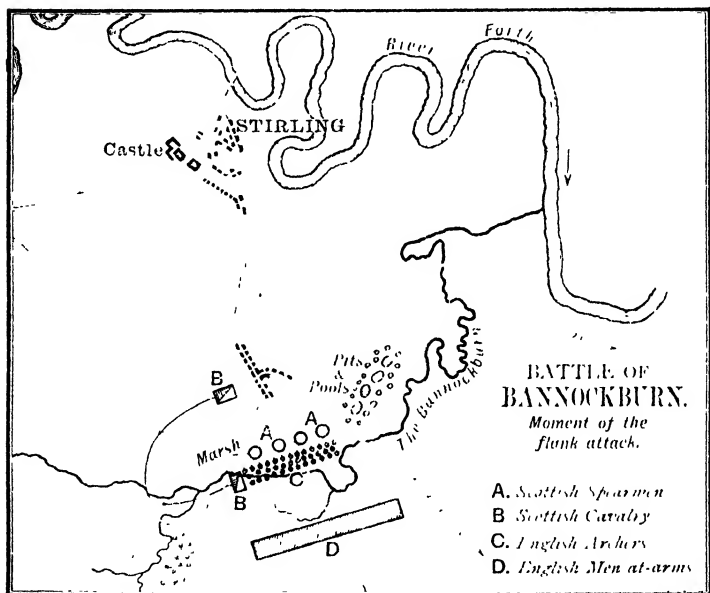 River Forth
STIRLING
Castle
Pits
& Pools
The Bannockburn
B
A A
Marsh
C
B
D
BATTLE OF
BANNOCKBURN.
Moment of the
flank attack.
A. Scottish Spearmen
B Scottish Cavalry
C. English Archers
D. English Men at-arms